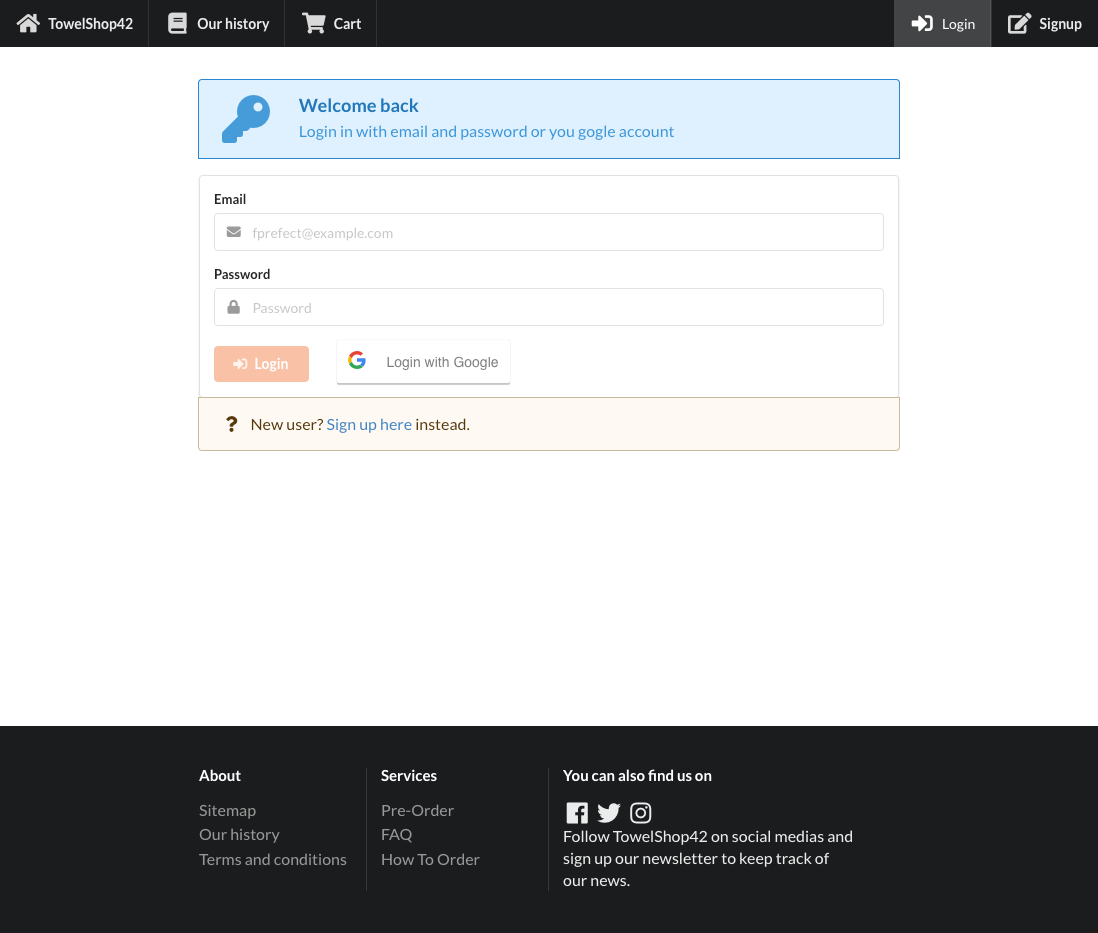 TowelShop42 Our history Cart Login Signup
Welcome back
Login in with email and password or you gogle account
Email
fprefect@example.com
Password
Password
Login Login with Google
? New user? Sign up here instead.
About Services You can also find us on
Sitemap Pre-Order
Our history FAQ
Terms and conditions How To Order
Follow TowelShop42 on social medias and
sign up our newsletter to keep track of
our news.